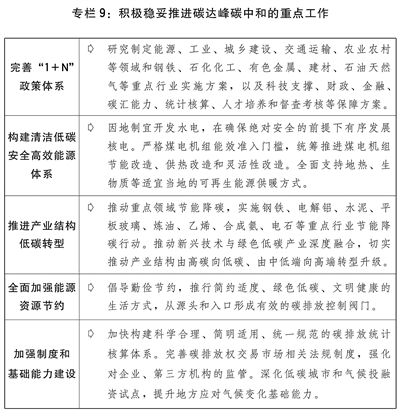 专栏 9：积极稳妥推进碳达峰碳中和的重点工作
完善“1＋N”
政策体系
研究制定能源、工业、城乡建设、交通运输、农业农村
等领域和钢铁、石化化工、有色金属、建材、石油天然
气等重点行业实施方案，以及科技支撑、财政、金融、
碳汇能力、统计核算、人才培养和督查考核等保障方案。
构建清洁低碳
安全高效能源
体系
因地制宜开发水电，在确保绝对安全的前提下有序发展
核电。严格煤电机组能效准入门槛，统筹推进煤电机组
节能改造、供热改造和灵活性改造。全面支持地热、生
物质等适宜当地的可再生能源供暖方式。
推进产业结构
低碳转型
推动重点领域节能降碳，实施钢铁、电解铝、水泥、平
板玻璃、炼油、乙烯、合成氨、电石等重点行业节能降
碳行动。推动新兴技术与绿色低碳产业深度融合，切实
推动产业结构由高碳向低碳、由中低端向高端转型升级。
全面加强能源
资源节约
倡导勤俭节约，推行简约适度、绿色低碳、文明健康的
生活方式，从源头和入口形成有效的碳排放控制阀门。
加强制度和
基础能力建设
加快构建科学合理、简明适用、统一规范的碳排放统计
核算体系。完善碳排放权交易市场相关法规制度，强化
对企业、第三方机构的监管。深化低碳城市和气候投融
资试点，提升地方应对气候变化基础能力。